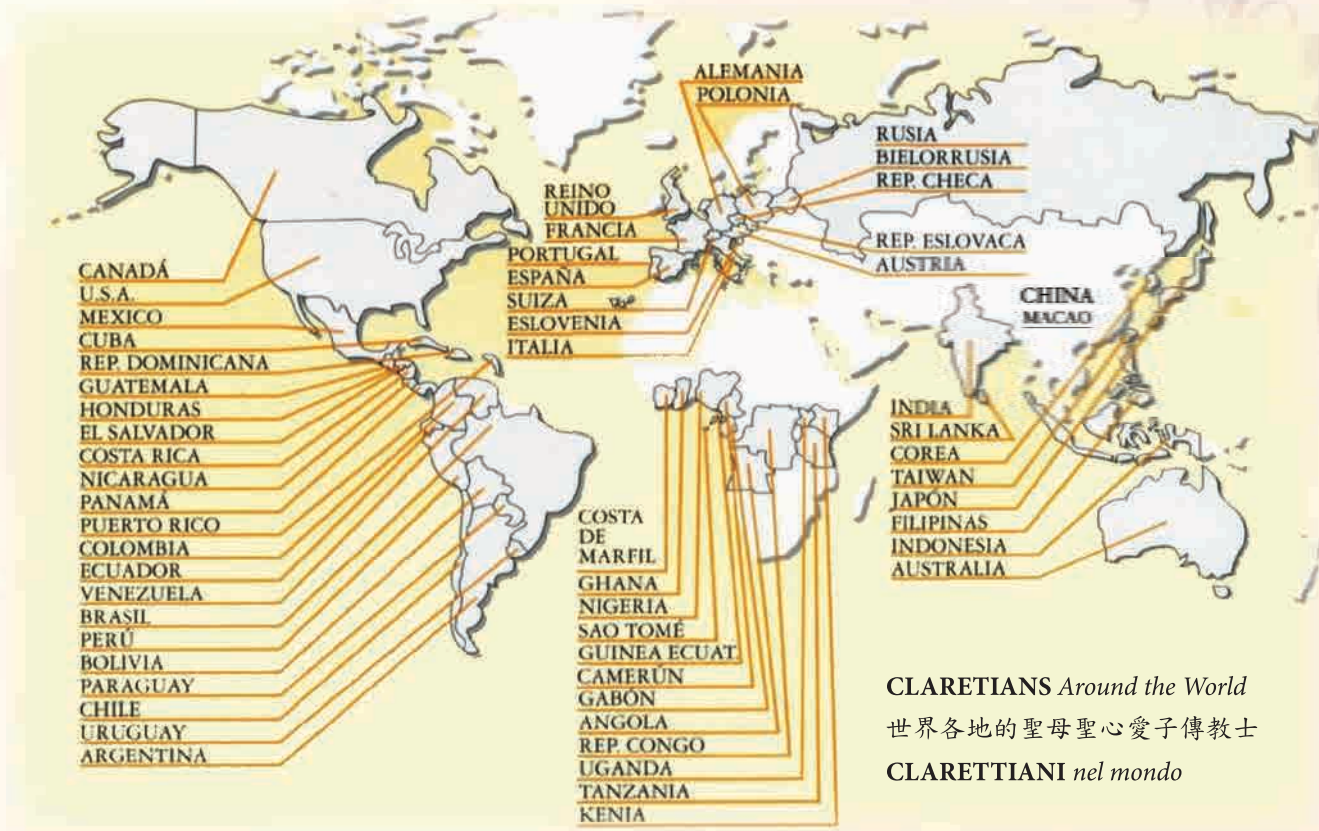 ALEMANIA
POLONIA
RUSIA
BIELORRUSIA
REP. CHECA
REP. ESLOVACA
AUSTRIA
REINO
UNIDO
FRANCIA
PORTUGAL
ESPAÑA
SUIZA
ESLOVENIA
ITALIA
CANADÁ
U.S.A.
MEXICO
CUBA
REP. DOMINICANA
GUATEMALA
HONDURAS
EL SALVADOR
COSTA RICA
NICARAGUA
PANAMÁ
PUERTO RICO
COLOMBIA
ECUADOR
VENEZUELA
BRASIL
PERÚ
BOLIVIA
PARAGUAY
CHILE
URUGUAY
ARGENTINA
COSTA
DE
MARFIL
GHANA
NIGERIA
SAO TOMÉ
GUINEA ECUAT.
CAMERÚN
GABÓN
ANGOLA
REP. CONGO
UGANDA
TANZANIA
KENIA
CHINA
MACAO
INDIA
SRI LANKA
COREA
TAIWAN
JAPÓN
FILIPINAS
INDONESIA
AUSTRALIA
CLARETIANS Around the World
世界各地的聖母聖心愛子傳教士
CLARETTIANI nel mondo